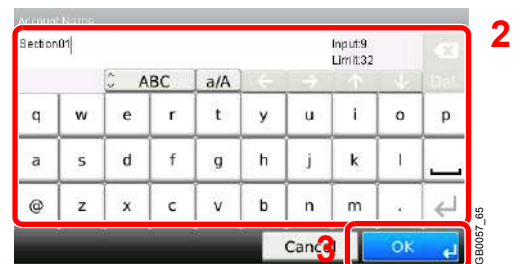 Account Name
Section01
Input:9
Limit:32
ABC a/A Del.
q w e r t y u i o p
a s d f g h j k l
@ z x c v b n m .
Cancel OK
2
3
GB0057_65